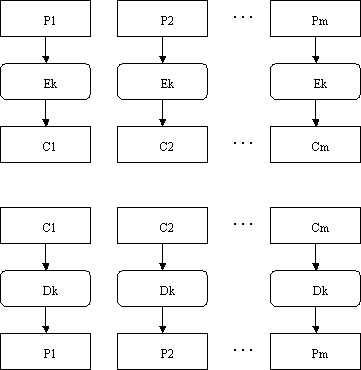 P1 P2 ... Pm
Ek Ek Ek
C1 C2 ... Cm
C1 C2 ... Cm
Dk Dk Dk
P1 P2 ... Pm